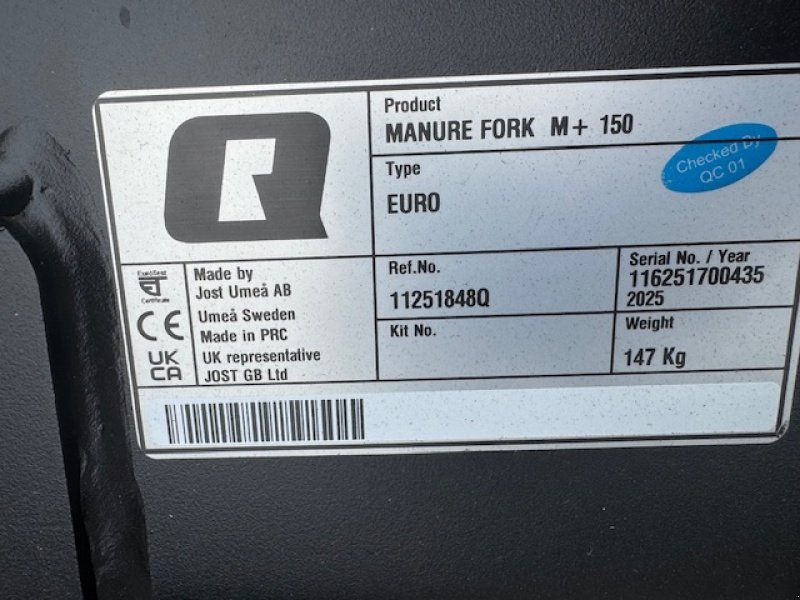 R
Product
MANURE FORK M+ 150
Checked By
QC 01
Type
EURO
EuroTest
Certificate
CE
UK
CA
Made by
Jost Umeå AB
Umeå Sweden
Made in PRC
UK representative
JOST GB Ltd
Ref.No.
11251848Q
Kit No.
Serial No. / Year
116251700435
2025
Weight
147 Kg